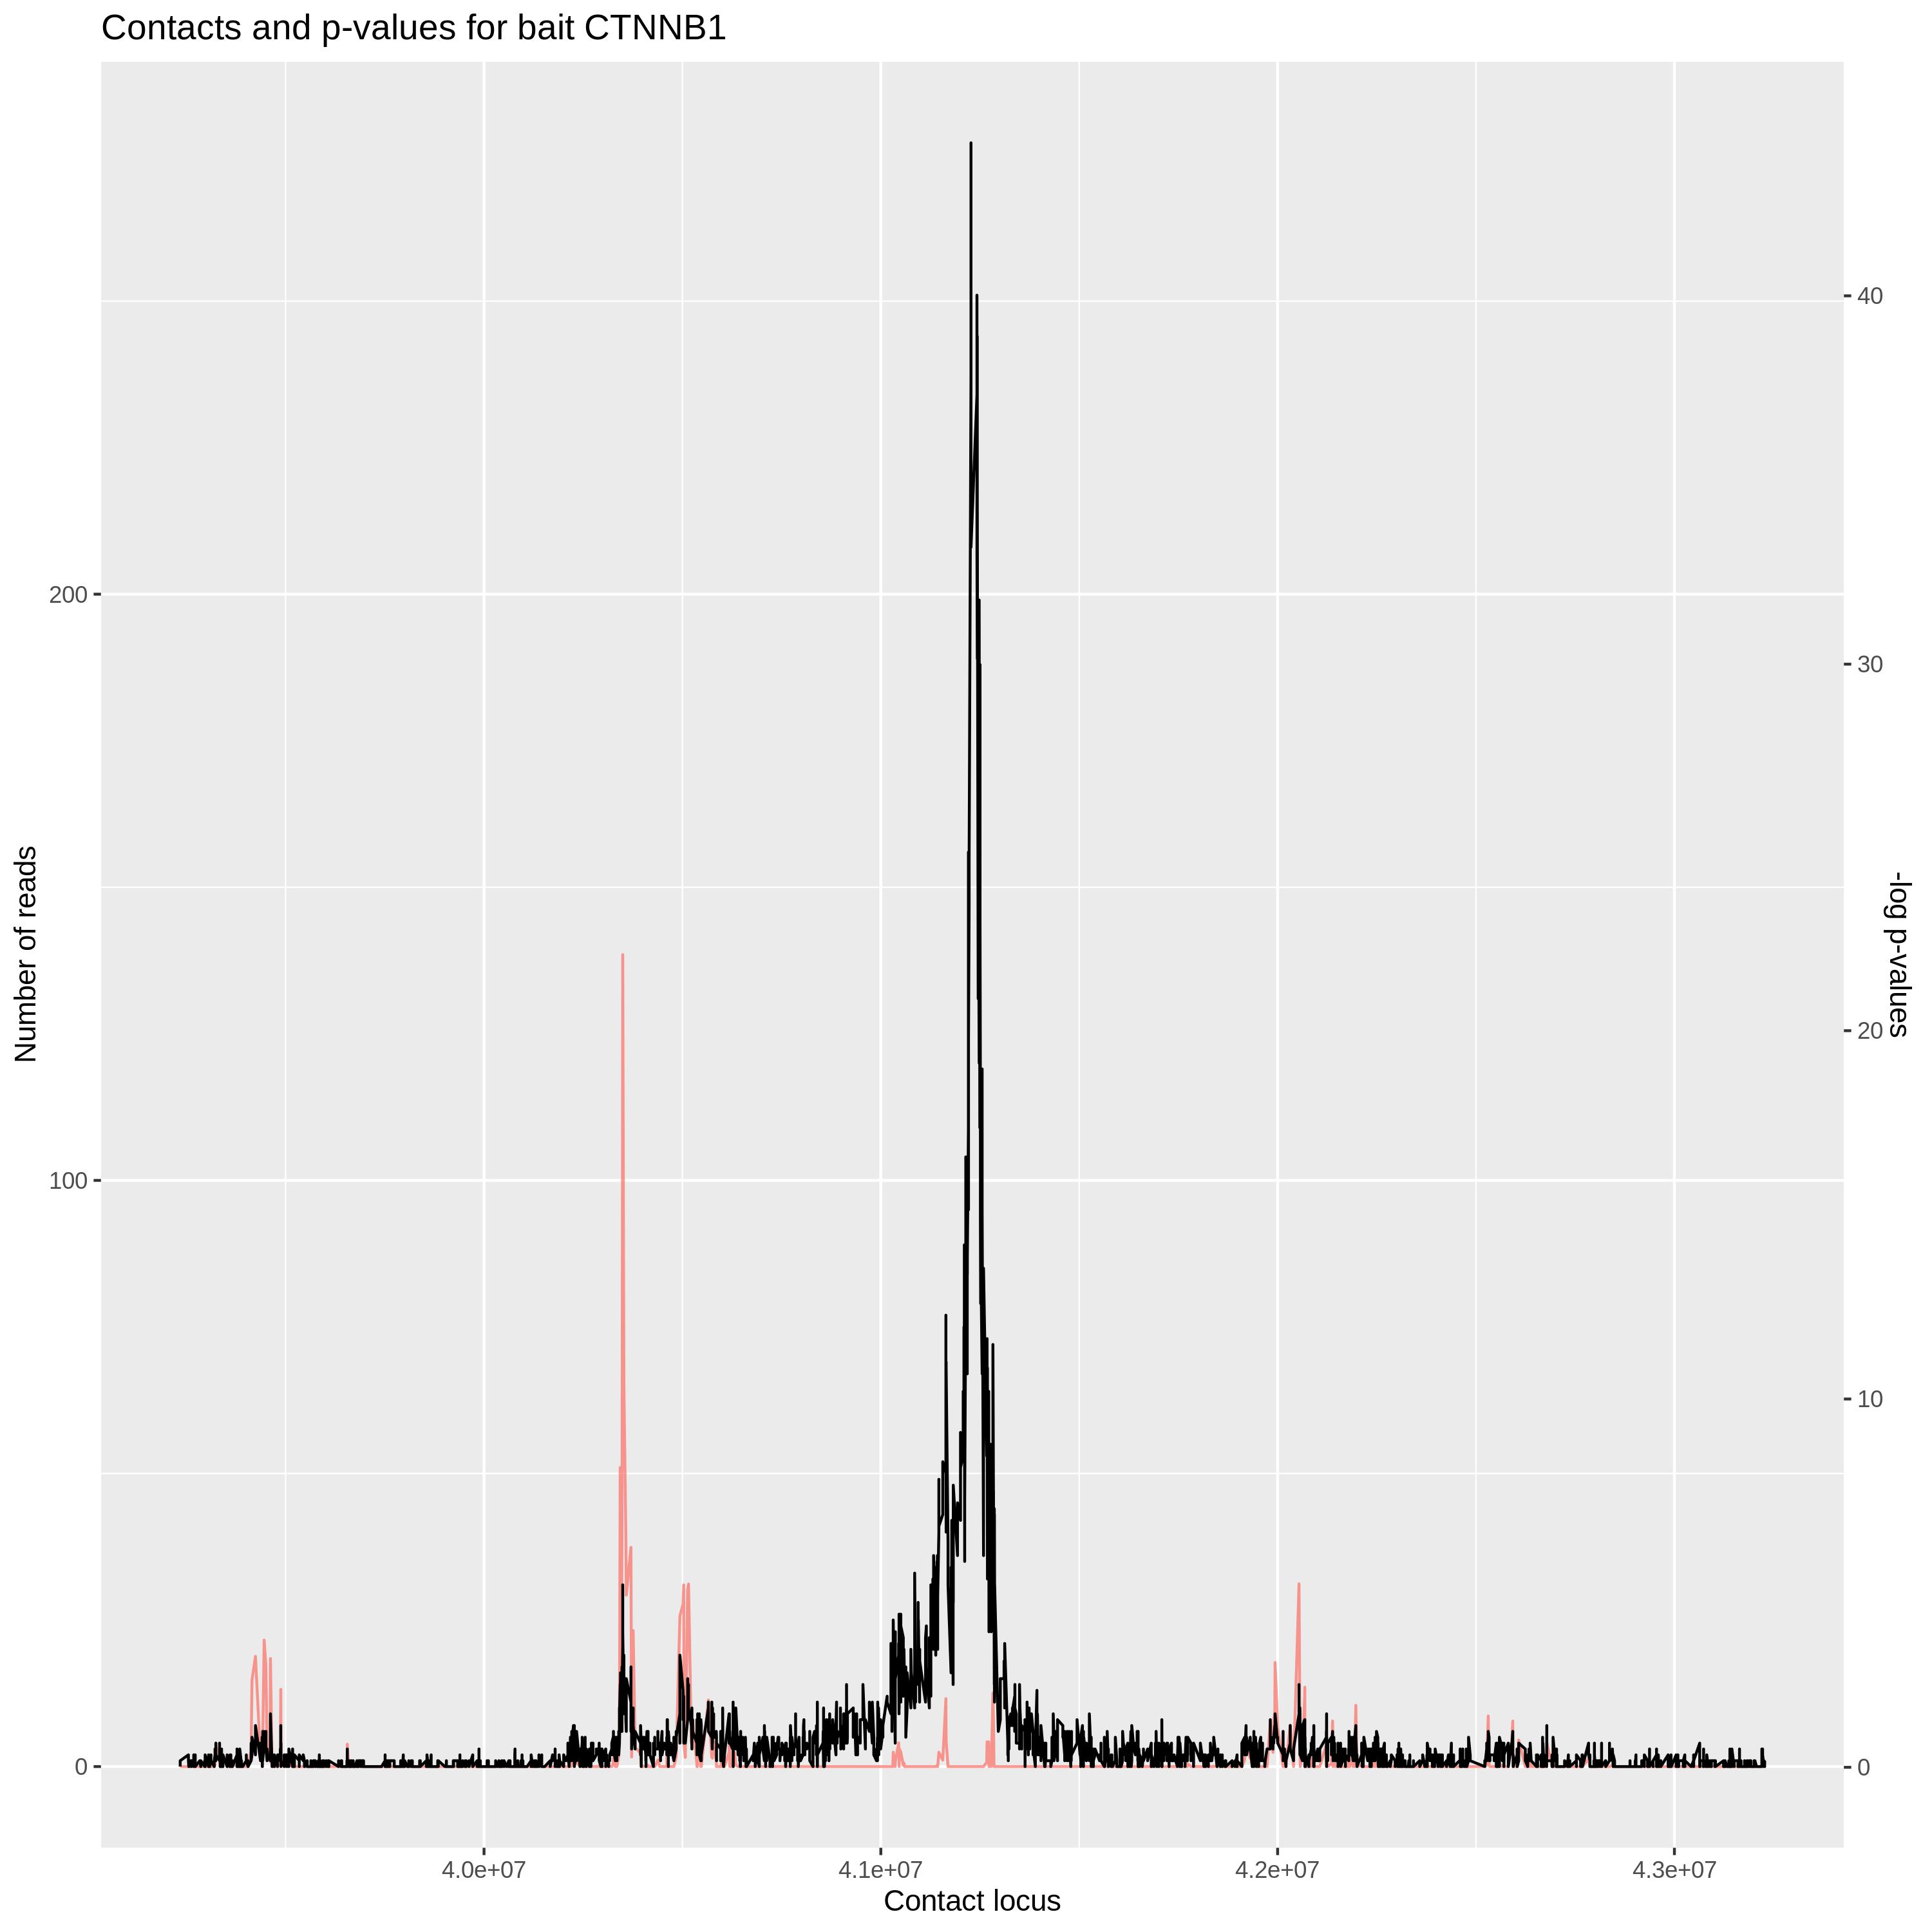 Contacts and p-values for bait CTNNB1
Number of reads
200
100
0
40
30
20
10
0
-log p-values
4.0e+07
4.1e+07
4.2e+07
4.3e+07
Contact locus